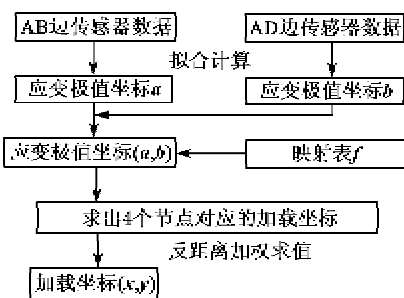 AB边传感器数据
AD边传感器数据
拟合计算
应变极值坐标a
应变极值坐标b
应变极值坐标(a,b)
映射表f
求出4个节点对应的加载坐标
反距离加权求值
加载坐标(x,y)